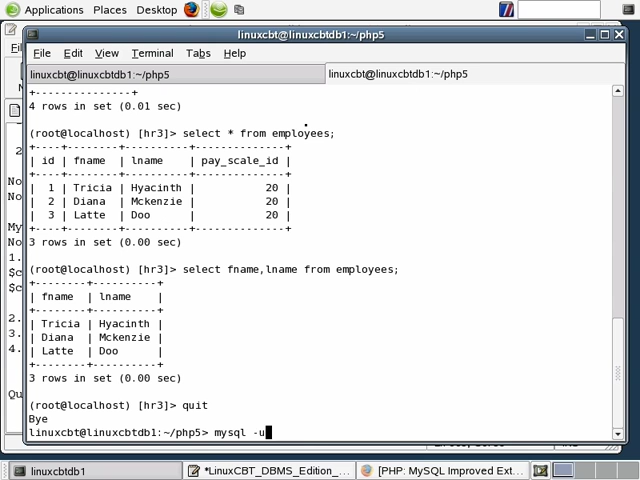 Applications Places Desktop
linuxcbt@linuxcbtdb1:~/php5
File Edit View Terminal Tabs Help
linuxcbt@linuxcbtdb1:~/php5 linuxcbt@linuxcbtdb1:~/php5
+---------------+
4 rows in set (0.01 sec)
(root@localhost) [hr3]> select * from employees;
+----+--------+-----------+--------------+
| id | fname | lname | pay_scale_id |
+----+--------+-----------+--------------+
| 1 | Tricia | Hyacinth | 20 |
| 2 | Diana | Mckenzie | 20 |
| 3 | Latte | Doo | 20 |
+----+--------+-----------+--------------+
3 rows in set (0.00 sec)
(root@localhost) [hr3]> select fname,lname from employees;
+--------+----------+
| fname | lname |
+--------+----------+
| Tricia | Hyacinth |
| Diana | Mckenzie |
| Latte | Doo |
+--------+----------+
3 rows in set (0.00 sec)
(root@localhost) [hr3]> quit
Bye
linuxcbt@linuxcbtdb1:~/php5> mysql -u
linuxcbtdb1 *LinuxCBT_DBMS_Edition_... [PHP: MySQL Improved Ext...